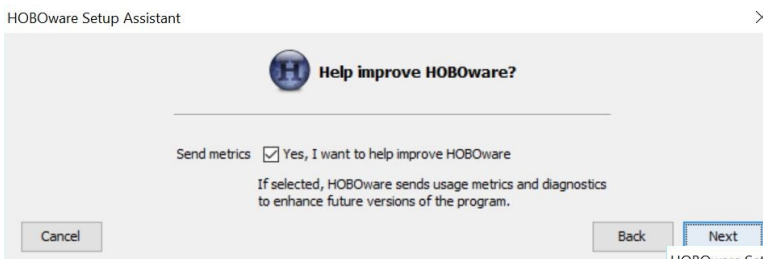 HOBOware Setup Assistant
H
Help improve HOBOware?
Send metrics Yes, I want to help improve HOBOware
If selected, HOBOware sends usage metrics and diagnostics
to enhance future versions of the program.
Cancel Back Next